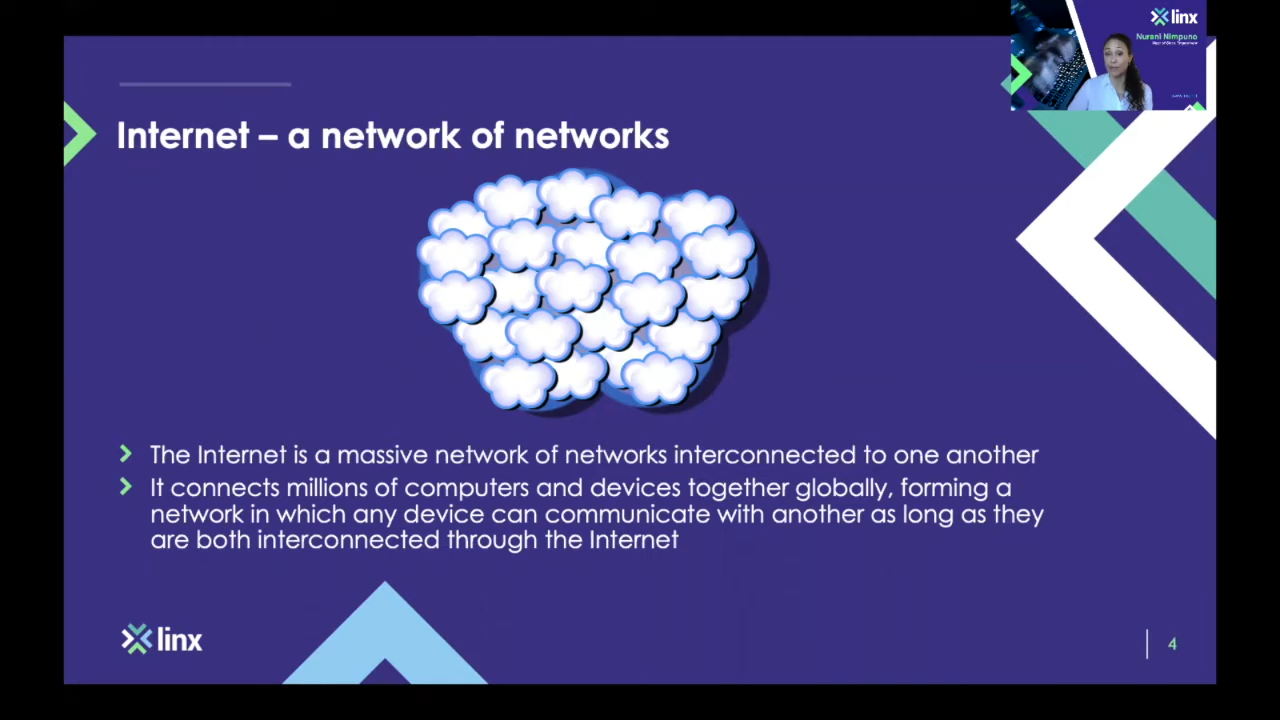 linx
Nurani Nimpuno
Internet – a network of networks
The Internet is a massive network of networks interconnected to one another
It connects millions of computers and devices together globally, forming a
network in which any device can communicate with another as long as they
are both interconnected through the Internet
linx
4